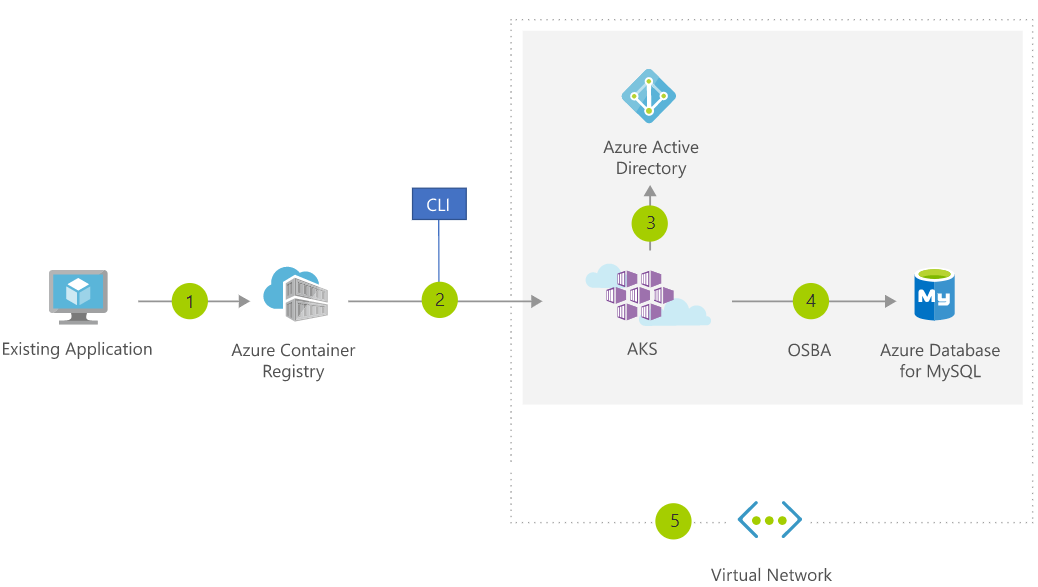 Azure Active
Directory
3
CLI
1
2
4
My
Existing Application
Azure Container
Registry
AKS
OSBA
Azure Database
for MySQL
5
Virtual Network